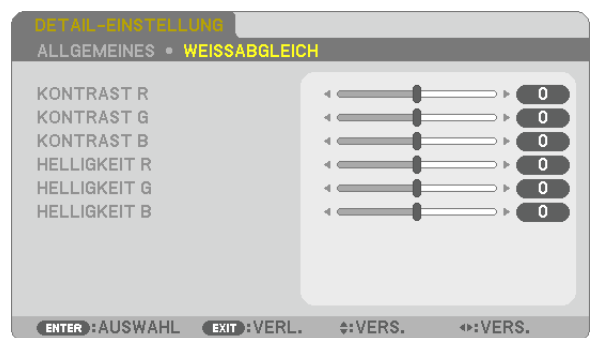 DETAIL-EINSTELLUNG
ALLGEMEINES • WEISSABGLEICH
KONTRAST R 0
KONTRAST G 0
KONTRAST B 0
HELLIGKEIT R 0
HELLIGKEIT G 0
HELLIGKEIT B 0
ENTER :AUSWAHL EXIT :VERL. :VERS. :VERS.